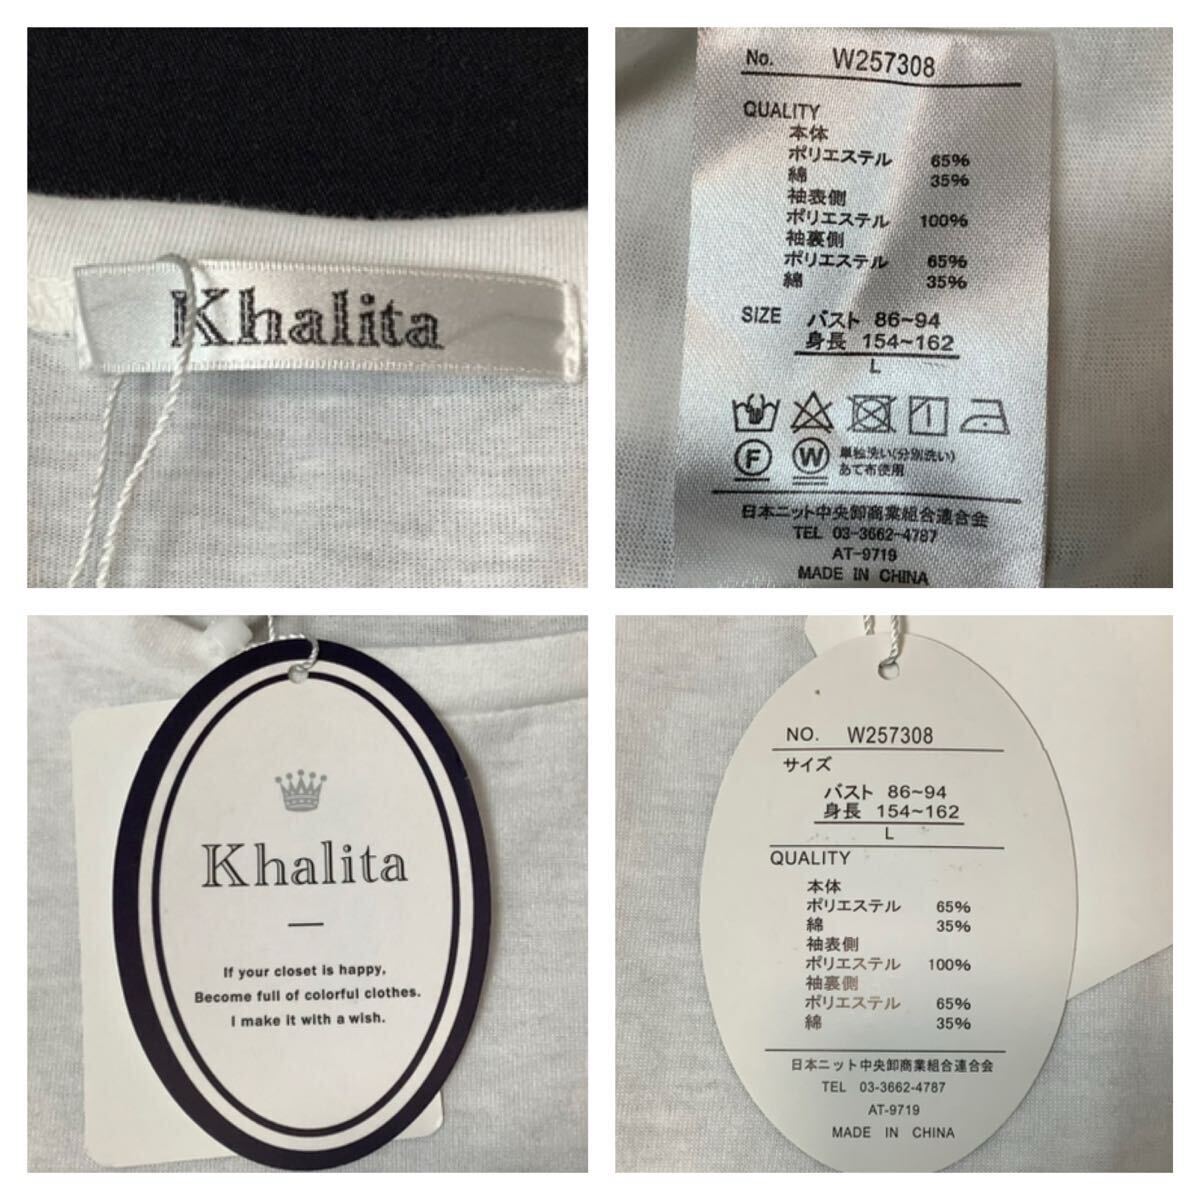 Khalita
No. W257308
QUALITY
本体
ポリエステル 65%
綿 35%
袖表側
ポリエステル 100%
袖裏側
ポリエステル 65%
綿 35%
SIZE バスト 86~94
身長 154~162
L
F W 単独洗い(分別洗い)
あて布使用
日本ニット中央卸商業組合連合会
TEL 03-3662-4787
AT-9719
MADE IN CHINA
Khalita
If your closet is happy,
Become full of colorful clothes.
I make it with a wish.
NO. W257308
サイズ
バスト 86~94
身長 154~162
L
QUALITY
本体
ポリエステル 65%
綿 35%
袖表側
ポリエステル 100%
袖裏側
ポリエステル 65%
綿 35%
日本ニット中央卸商業組合連合会
TEL 03-3662-4787
AT-9719
MADE IN CHINA